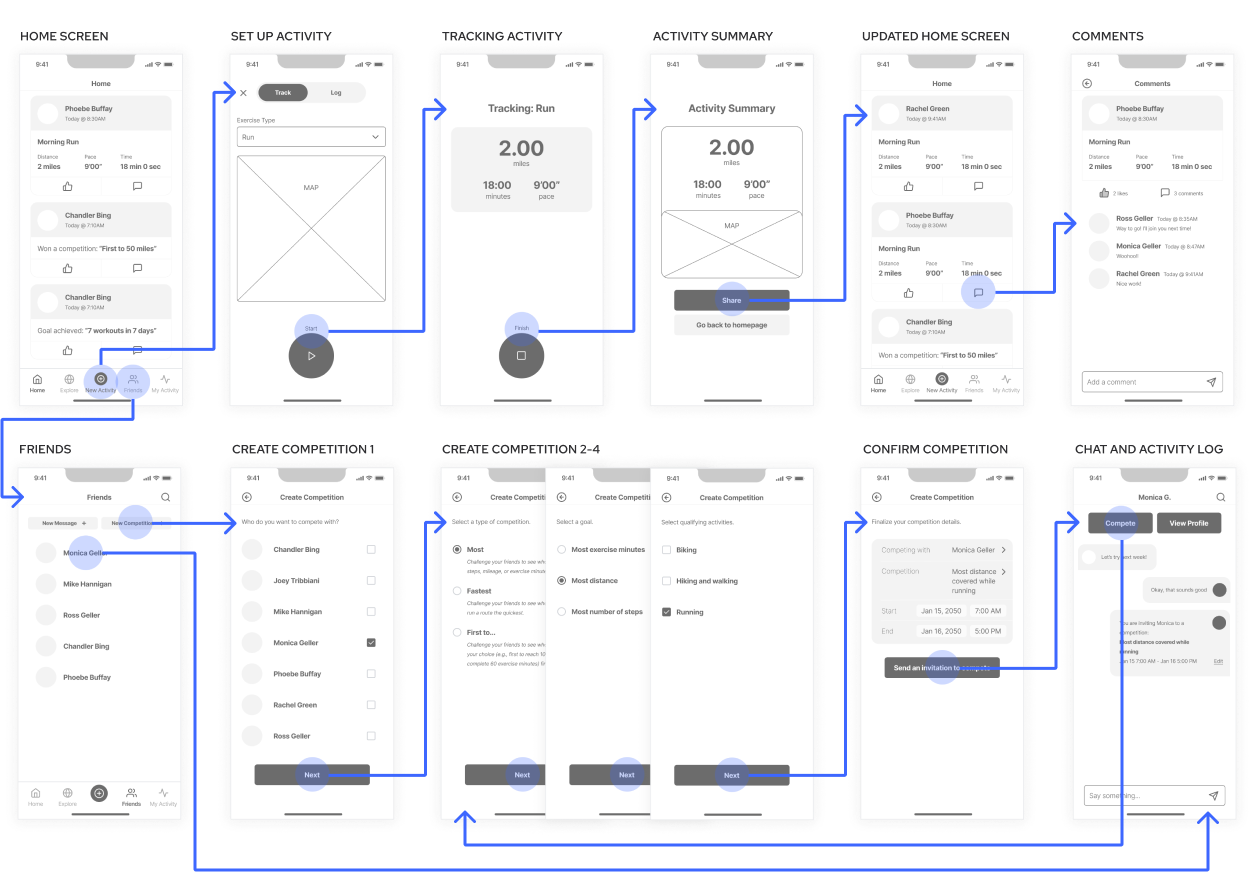 HOME SCREEN
9:41
Home
Phoebe Buffay
Today @ 8:30AM
Morning Run
Distance Pace Time
2 miles 9'00" 18 min 0 sec
Chandler Bing
Today @ 7:10AM
Won a competition: "First to 50 miles"
Chandler Bing
Today @ 7:10AM
Goal achieved: "7 workouts in 7 days"
Home Explore New Activity Friends My Activity
SET UP ACTIVITY
9:41
Track Log
Exercise Type
Run
MAP
Start
TRACKING ACTIVITY
9:41
Tracking: Run
2.00
miles
18:00 9'00"
minutes pace
Finish
ACTIVITY SUMMARY
9:41
Activity Summary
2.00
miles
18:00 9'00"
minutes pace
MAP
Share
Go back to homepage
UPDATED HOME SCREEN
9:41
Home
Rachel Green
Today @ 9:41AM
Morning Run
Distance Pace Time
2 miles 9'00" 18 min 0 sec
Phoebe Buffay
Today @ 8:30AM
Morning Run
Distance Pace Time
2 miles 9'00" 18 min 0 sec
Chandler Bing
Today @ 7:10AM
Won a competition: "First to 50 miles"
Home Explore New Activity Friends My Activity
COMMENTS
9:41
Comments
Phoebe Buffay
Today @ 8:30AM
Morning Run
Distance Pace Time
2 miles 9'00" 18 min 0 sec
2 likes 3 comments
Ross Geller Today @ 8:35AM
Way to go! I'll join you next time!
Monica Geller Today @ 8:47AM
Woohoo!!
Rachel Green Today @ 9:41AM
Nice work!
Add a comment
FRIENDS
9:41
Friends
New Message + New Competition
Monica Geller
Mike Hannigan
Ross Geller
Chandler Bing
Phoebe Buffay
Home Explore Friends My Activity
CREATE COMPETITION 1
9:41
Create Competition
Who do you want to compete with?
Chandler Bing
Joey Tribbiani
Mike Hannigan
Monica Geller
Phoebe Buffay
Rachel Green
Ross Geller
Next
CREATE COMPETITION 2-4
9:41
Create Competiti
Select a type of competition.
Most
Challenge your friends to see wh
steps, mileage, or exercise minut
Fastest
Challenge your friends to see wh
run a route the quickest.
First to...
Challenge your friends to see wh
your choice (e.g., first to reach 10
complete 60 exercise minutes) fi
Next
9:41
Create Competiti
Select a goal.
Most exercise minutes
Most distance
Most number of steps
Next
9:41
Create Competition
Select qualifying activities.
Biking
Hiking and walking
Running
Next
CONFIRM COMPETITION
9:41
Create Competition
Finalize your competition details.
Competing with Monica Geller
Competition Most distance
covered while
running
Start Jan 15, 2050 7:00 AM
End Jan 16, 2050 5:00 PM
Send an invitation to compete
CHAT AND ACTIVITY LOG
9:41
Monica G.
Compete View Profile
Let's try next week!
Okay, that sounds good
You are inviting Monica to a
competition:
Most distance covered while
running
Jan 15 7:00 AM - Jan 16 5:00 PM Edit
Say something...